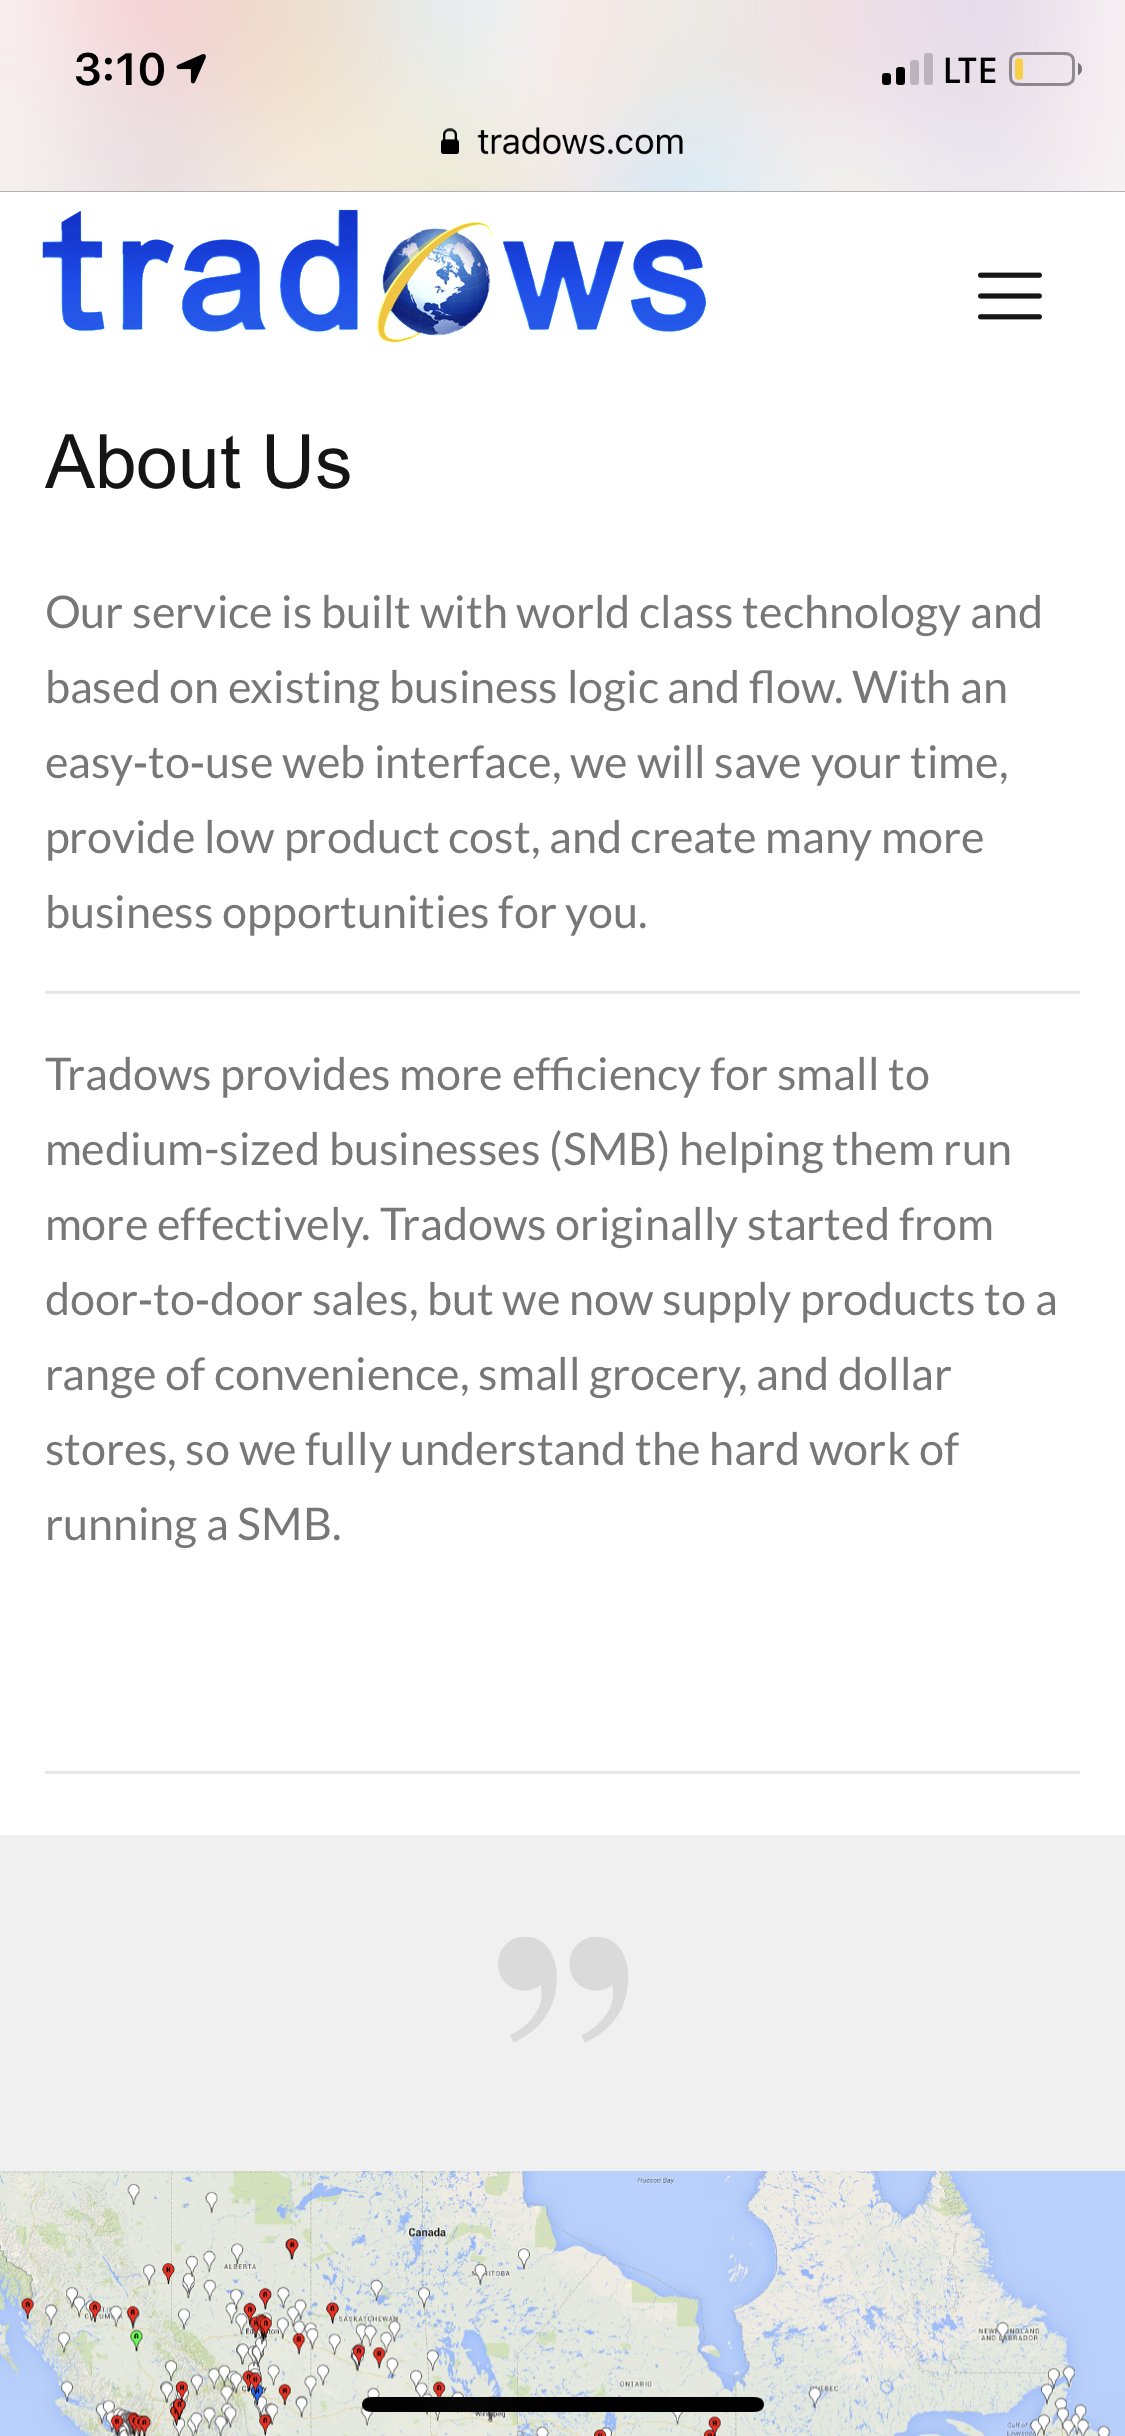 3:10
LTE
tradows.com
tradows
About Us
Our service is built with world class technology and
based on existing business logic and flow. With an
easy-to-use web interface, we will save your time,
provide low product cost, and create many more
business opportunities for you.
Tradows provides more efficiency for small to
medium-sized businesses (SMB) helping them run
more effectively. Tradows originally started from
door-to-door sales, but we now supply products to a
range of convenience, small grocery, and dollar
stores, so we fully understand the hard work of
running a SMB.
”
Hudson Bay
Canada
ALBERTA
SASKATCHEWAN
ONTARIO
AND LABRADOR
Gulf of